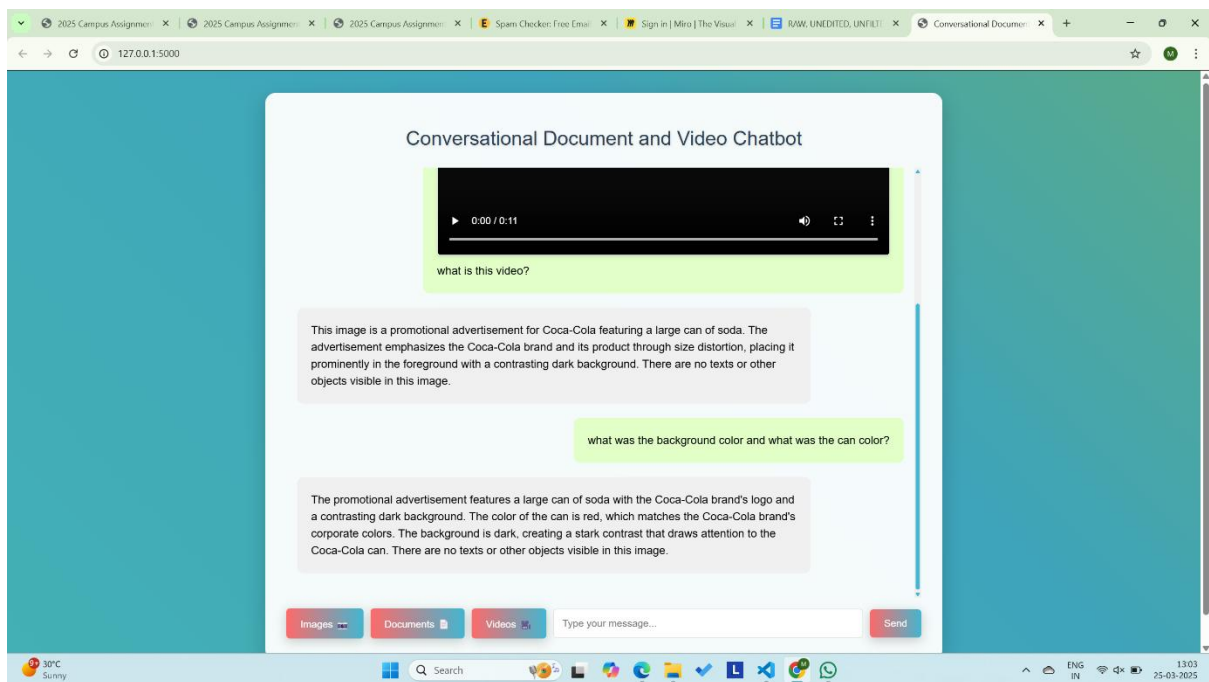 2025 Campus Assignmen
2025 Campus Assignmen
2025 Campus Assignmen
E Spam Checker: Free Email
Sign in | Miro | The Visual
RAW, UNEDITED, UNFILT
Conversational Documen
127.0.0.1:5000
M
Conversational Document and Video Chatbot
0:00 / 0:11
what is this video?
This image is a promotional advertisement for Coca-Cola featuring a large can of soda. The
advertisement emphasizes the Coca-Cola brand and its product through size distortion, placing it
prominently in the foreground with a contrasting dark background. There are no texts or other
objects visible in this image.
what was the background color and what was the can color?
The promotional advertisement features a large can of soda with the Coca-Cola brand's logo and
a contrasting dark background. The color of the can is red, which matches the Coca-Cola brand's
corporate colors. The background is dark, creating a stark contrast that draws attention to the
Coca-Cola can. There are no texts or other objects visible in this image.
Images
Documents
Videos
Type your message...
Send
9+
30°C
Sunny
Search
L
ENG
IN
13:03
25-03-2025